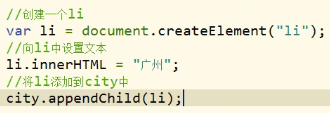 //创建一个li
var li = document.createElement("li");
//向li中设置文本
li.innerHTML = "广州";
//将li添加到city中
city.appendChild(li);